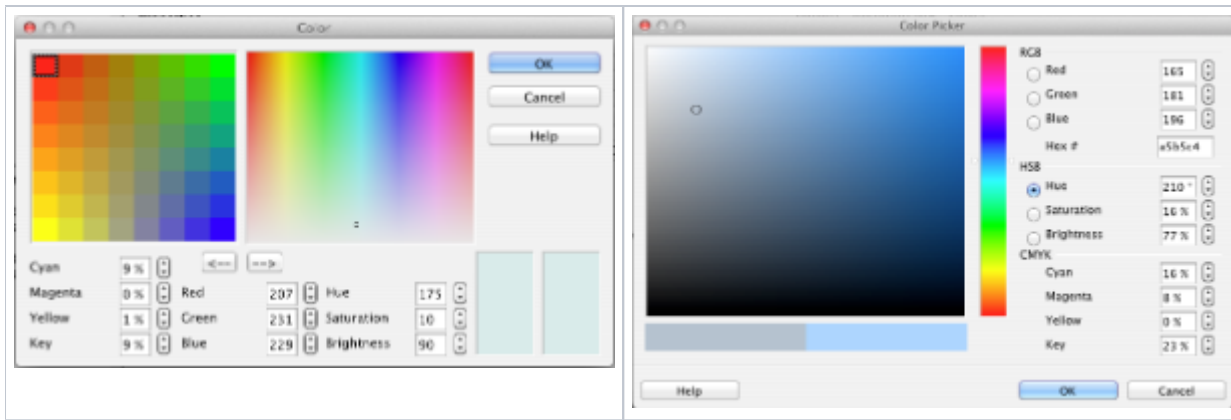 Color
OK
Cancel
Help
<--
-->
Cyan 9 %
Magenta 0 % Red 207 Hue 175
Yellow 1 % Green 231 Saturation 10
Key 9 % Blue 229 Brightness 90
Color Picker
RGB
Red 165
Green 181
Blue 196
Hex # a5b5c4
HSB
Hue 210 °
Saturation 16 %
Brightness 77 %
CMYK
Cyan 16 %
Magenta 8 %
Yellow 0 %
Key 23 %
Help
OK
Cancel